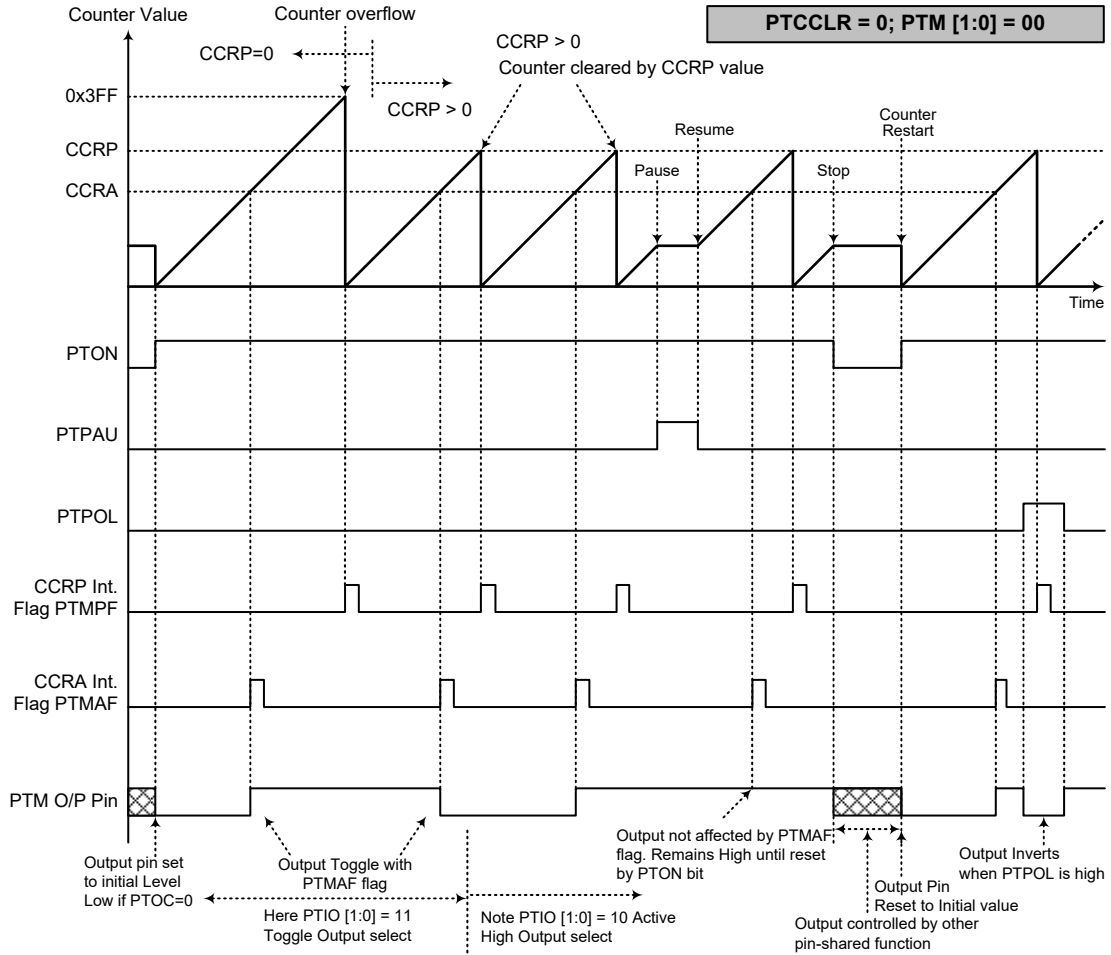 Counter Value
Counter overflow
PTCCLR = 0; PTM [1:0] = 00
CCRP=0
CCRP > 0
CCRP > 0
Counter cleared by CCRP value
0x3FF
CCRP
CCRA
Pause
Resume
Stop
Counter
Restart
Time
PTON
PTPAU
PTPOL
CCRP Int.
Flag PTMPF
CCRA Int.
Flag PTMAF
PTM O/P Pin
Output pin set
to initial Level
Low if PTOC=0
Output Toggle with
PTMAF flag
Here PTIO [1:0] = 11
Toggle Output select
Note PTIO [1:0] = 10 Active
High Output select
Output not affected by PTMAF
flag. Remains High until reset
by PTON bit
Output Pin
Reset to Initial value
Output controlled by other
pin-shared function
Output Inverts
when PTPOL is high